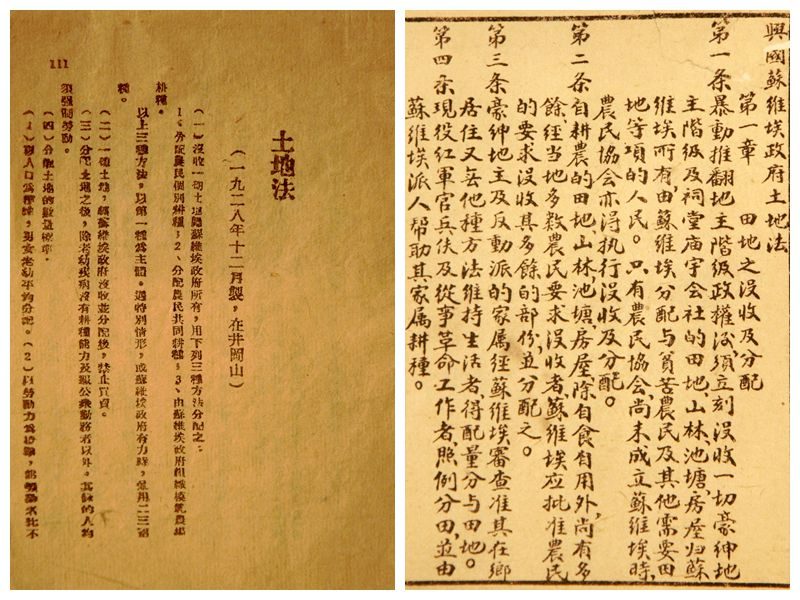 111
土地法
（一九二八年十二月製，在井岡山）
（一）沒收一切土地歸蘇維埃政府所有，用下列三種方法分配之：
1、分配農民個別耕種；2、分配農民共同耕種；3、由蘇維埃政府組織模範農場
耕種。
以上三種方法，以第一種爲主體。遇特別情形，或蘇維埃政府有力時，兼用二三兩
種。
（二）一切土地，經蘇維埃政府沒收並分配後，禁止買賣。
（三）分配土地之後，除老幼疾病沒有耕種能力及服公衆勤務者以外，其餘的人均
須强制勞動。
（四）分配土地的數量標準：
（1）以人口爲標準，男女老幼平均分配。（2）以勞動力爲標準，能勞動者比不
興國蘇維埃政府土地法
第一章 田地之没收及分配
第一条 暴動推翻地主階級政權後，須立刻没收一切豪紳地
主階級及祠堂庙宇会社的田地、山林、池塘、房屋，归蘇
維埃所有，由蘇維埃分配与貧苦農民及其他需要田
地等項的人民。只有農民協会，尚未成立蘇維埃時，
農民協会亦得执行没收及分配。
第二条 自耕農的田地、山林、池塘、房屋，除自食自用外，尚有多
餘，経当地多数農民要求没收者，蘇維埃应批准農民
的要求，没收其多餘的部份，並分配之。
第三条 豪紳地主及反動派的家属，経蘇維埃審查，准其在鄉
居住，又無他種方法維持生活者，得配量分与田地。
第四条 現役紅軍官兵伕及從事革命工作者，照例分田，並由
蘇維埃派人帮助其家属耕種。